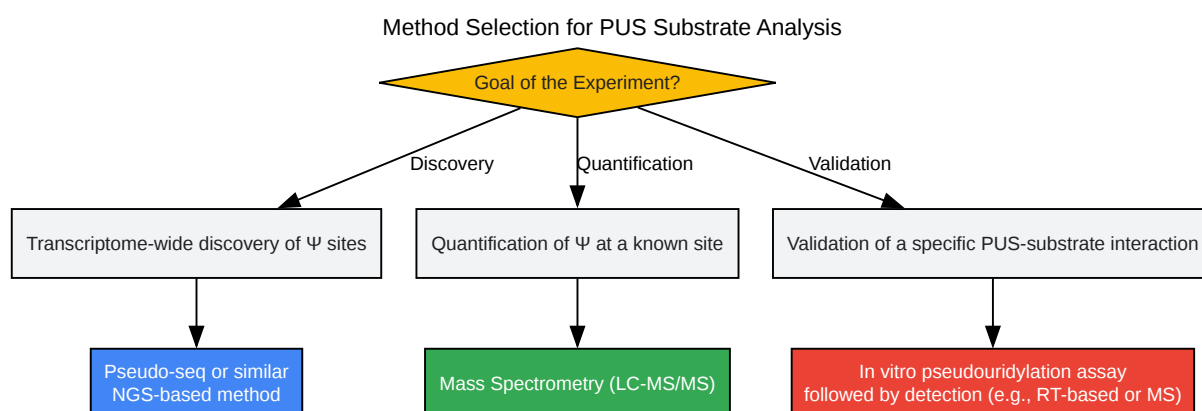 Method Selection for PUS Substrate Analysis
Goal of the Experiment?
Discovery
Quantification
Validation
Transcriptome-wide discovery of Ψ sites
Quantification of Ψ at a known site
Validation of a specific PUS-substrate interaction
Pseudo-seq or similar
NGS-based method
Mass Spectrometry (LC-MS/MS)
In vitro pseudouridylation assay
followed by detection (e.g., RT-based or MS)